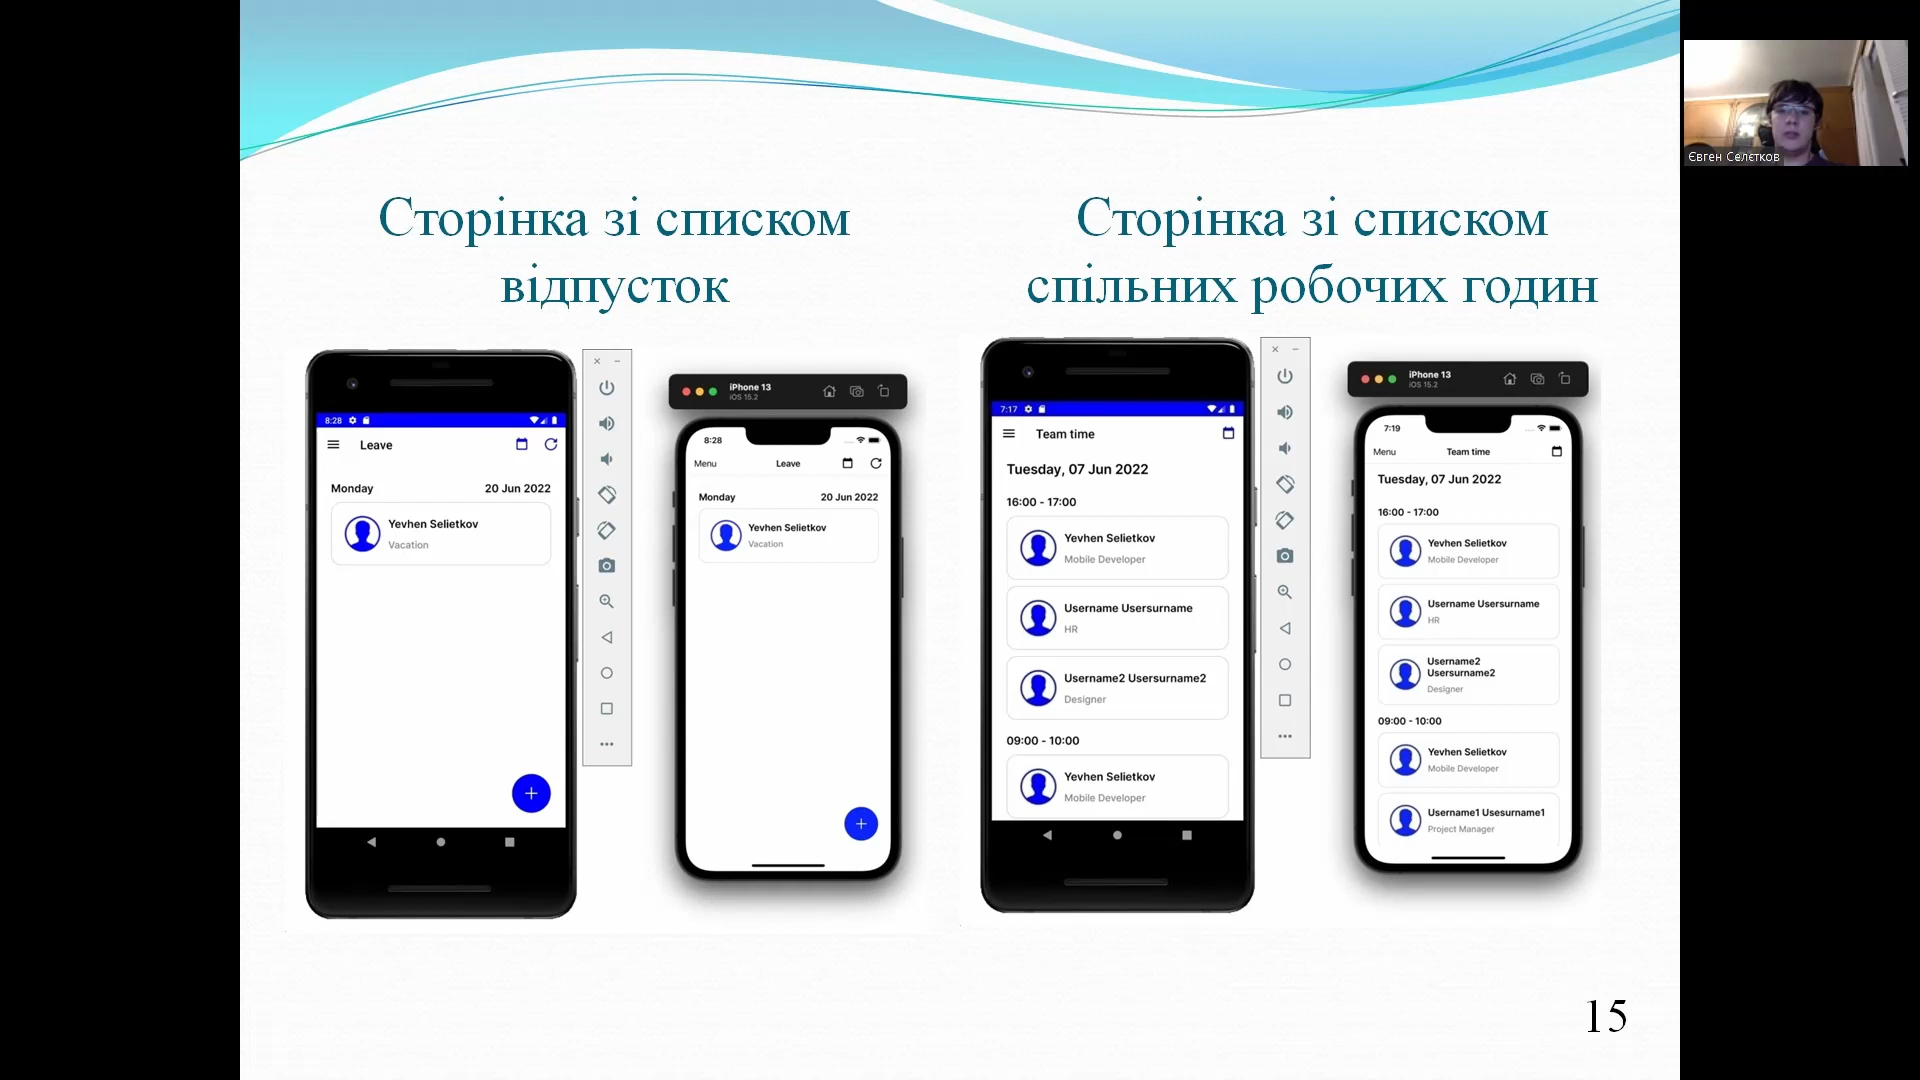 Євген Селєтков
Сторінка зі списком
відпусток
Сторінка зі списком
спільних робочих годин
8:28
Leave
Monday 20 Jun 2022
Yevhen Selietkov
Vacation
iPhone 13
iOS 15.2
8:28
Menu Leave
Monday 20 Jun 2022
Yevhen Selietkov
Vacation
7:17
Team time
Tuesday, 07 Jun 2022
16:00 - 17:00
Yevhen Selietkov
Mobile Developer
Username Usersurname
HR
Username2 Usersurname2
Designer
09:00 - 10:00
Yevhen Selietkov
Mobile Developer
iPhone 13
iOS 15.2
7:19
Menu Team time
Tuesday, 07 Jun 2022
16:00 - 17:00
Yevhen Selietkov
Mobile Developer
Username Usersurname
HR
Username2
Usersurname2
Designer
09:00 - 10:00
Yevhen Selietkov
Mobile Developer
Username1 Usesurname1
Project Manager
15